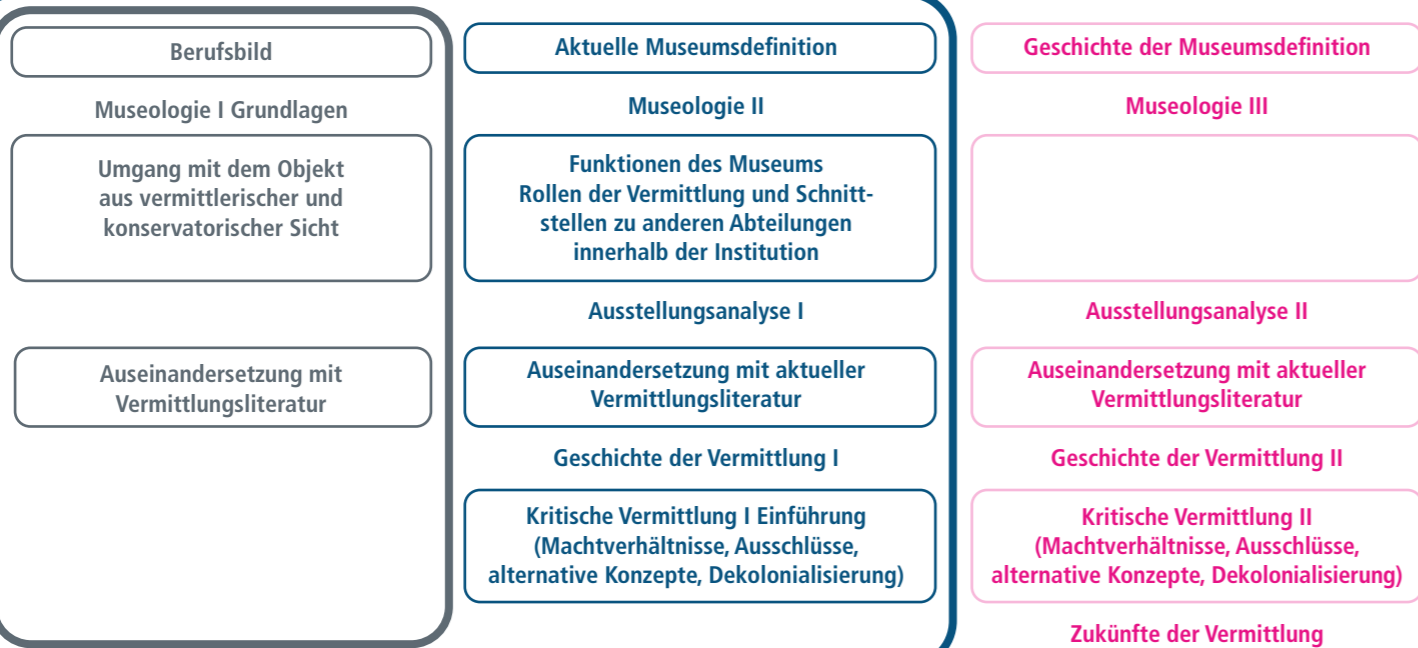 Berufsbild
Museologie I Grundlagen
Umgang mit dem Objekt
aus vermittlerischer und
konservatorischer Sicht
Auseinandersetzung mit
Vermittlungsliteratur
Aktuelle Museumsdefinition
Museologie II
Funktionen des Museums
Rollen der Vermittlung und Schnitt-
stellen zu anderen Abteilungen
innerhalb der Institution
Ausstellungsanalyse I
Auseinandersetzung mit aktueller
Vermittlungsliteratur
Geschichte der Vermittlung I
Kritische Vermittlung I Einführung
(Machtverhältnisse, Ausschlüsse,
alternative Konzepte, Dekolonialisierung)
Geschichte der Museumsdefinition
Museologie III
Ausstellungsanalyse II
Auseinandersetzung mit aktueller
Vermittlungsliteratur
Geschichte der Vermittlung II
Kritische Vermittlung II
(Machtverhältnisse, Ausschlüsse,
alternative Konzepte, Dekolonialisierung)
Zukünfte der Vermittlung